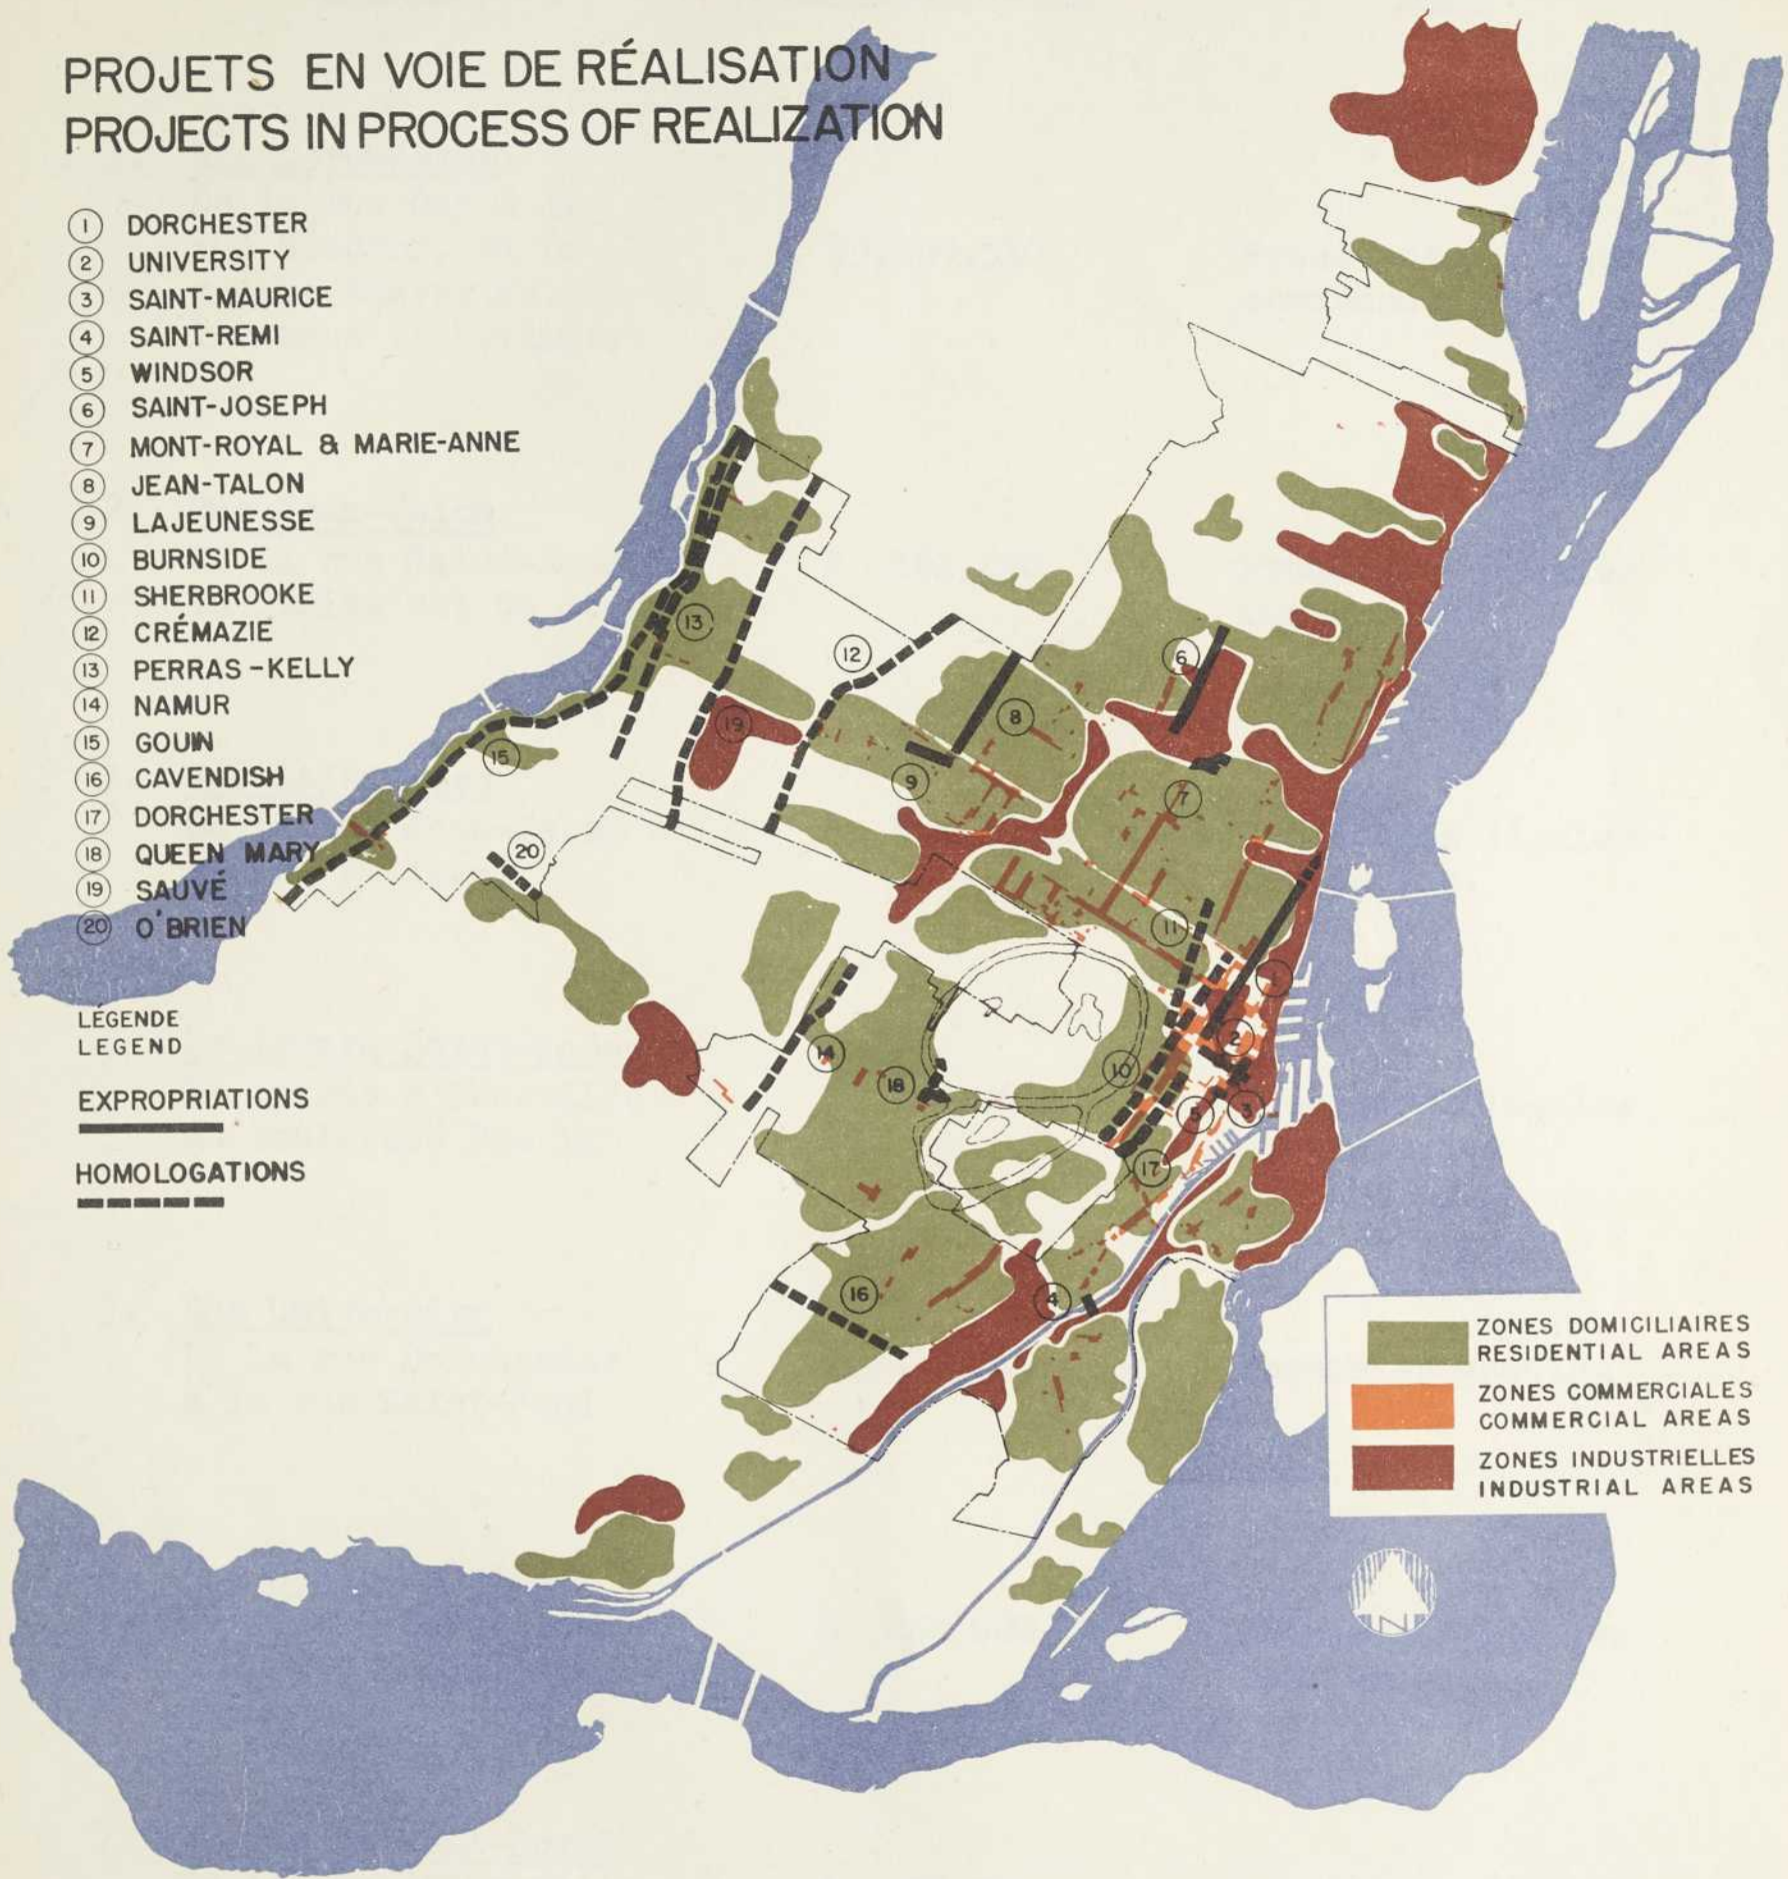 PROJETS EN VOIE DE RÉALISATION
PROJECTS IN PROCESS OF REALIZATION
1 DORCHESTER
2 UNIVERSITY
3 SAINT-MAURICE
4 SAINT-REMI
5 WINDSOR
6 SAINT-JOSEPH
7 MONT-ROYAL & MARIE-ANNE
8 JEAN-TALON
9 LAJEUNESSE
10 BURNSIDE
11 SHERBROOKE
12 CRÉMAZIE
13 PERRAS-KELLY
14 NAMUR
15 GOUIN
16 CAVENDISH
17 DORCHESTER
18 QUEEN MARY
19 SAUVÉ
20 O'BRIEN
LÉGENDE
LEGEND
EXPROPRIATIONS
HOMOLOGATIONS
13
12
6
8
19
15
9
7
20
11
1
2
14
10
18
5
3
17
16
4
ZONES DOMICILIAIRES
RESIDENTIAL AREAS
ZONES COMMERCIALES
COMMERCIAL AREAS
ZONES INDUSTRIELLES
INDUSTRIAL AREAS
N